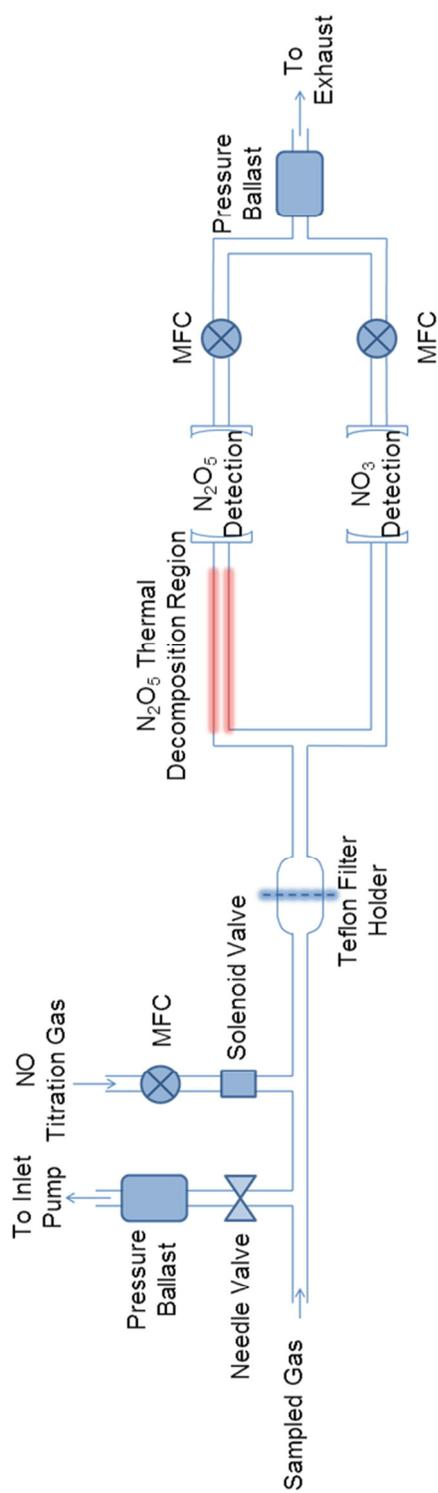 Sampled Gas
To Inlet
Pump
Pressure
Ballast
Needle Valve
NO
Titration Gas
MFC
Solenoid Valve
Teflon Filter
Holder
N₂O₅ Thermal
Decomposition Region
N₂O₅
Detection
NO₃
Detection
MFC
MFC
Pressure
Ballast
To
Exhaust